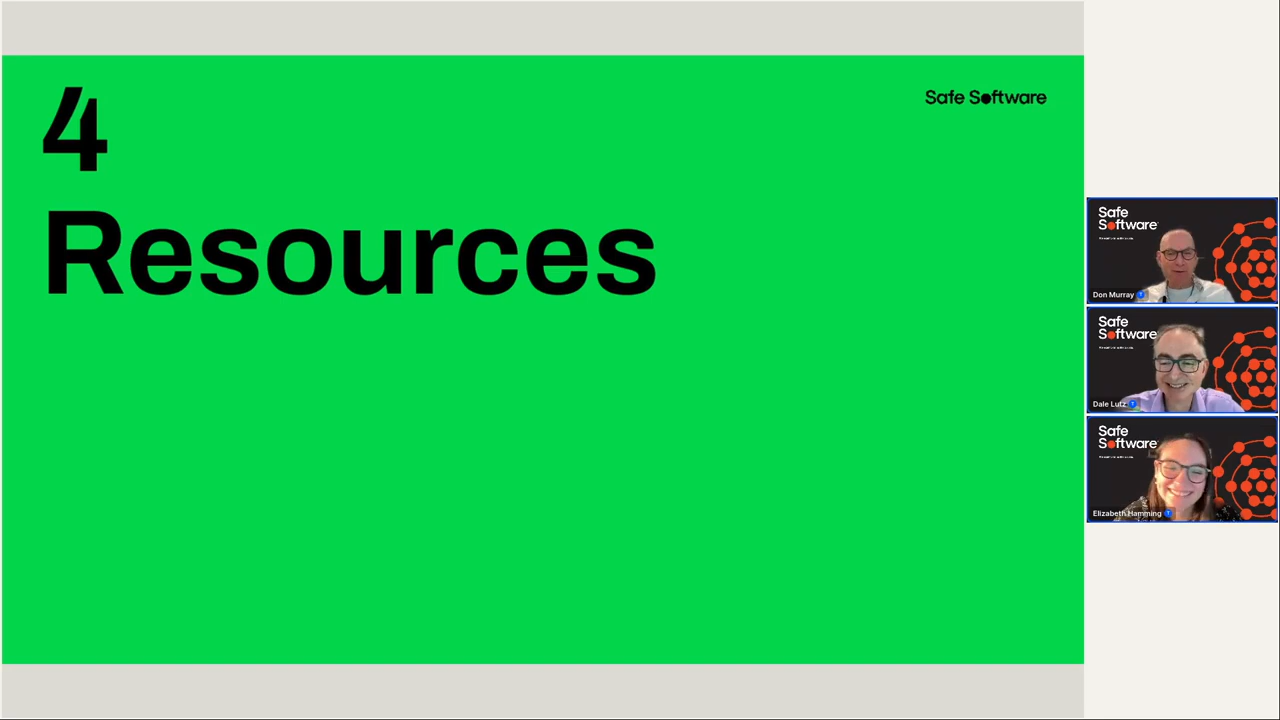 4
Safe Software
Resources
Safe
Software
Don Murray
Safe
Software
Dale Lutz
Safe
Software
Elizabeth Hamming